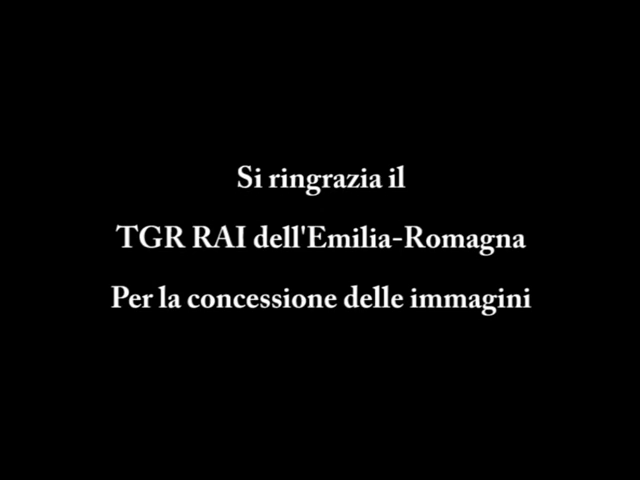 Si ringrazia il
TGR RAI dell'Emilia-Romagna
Per la concessione delle immagini